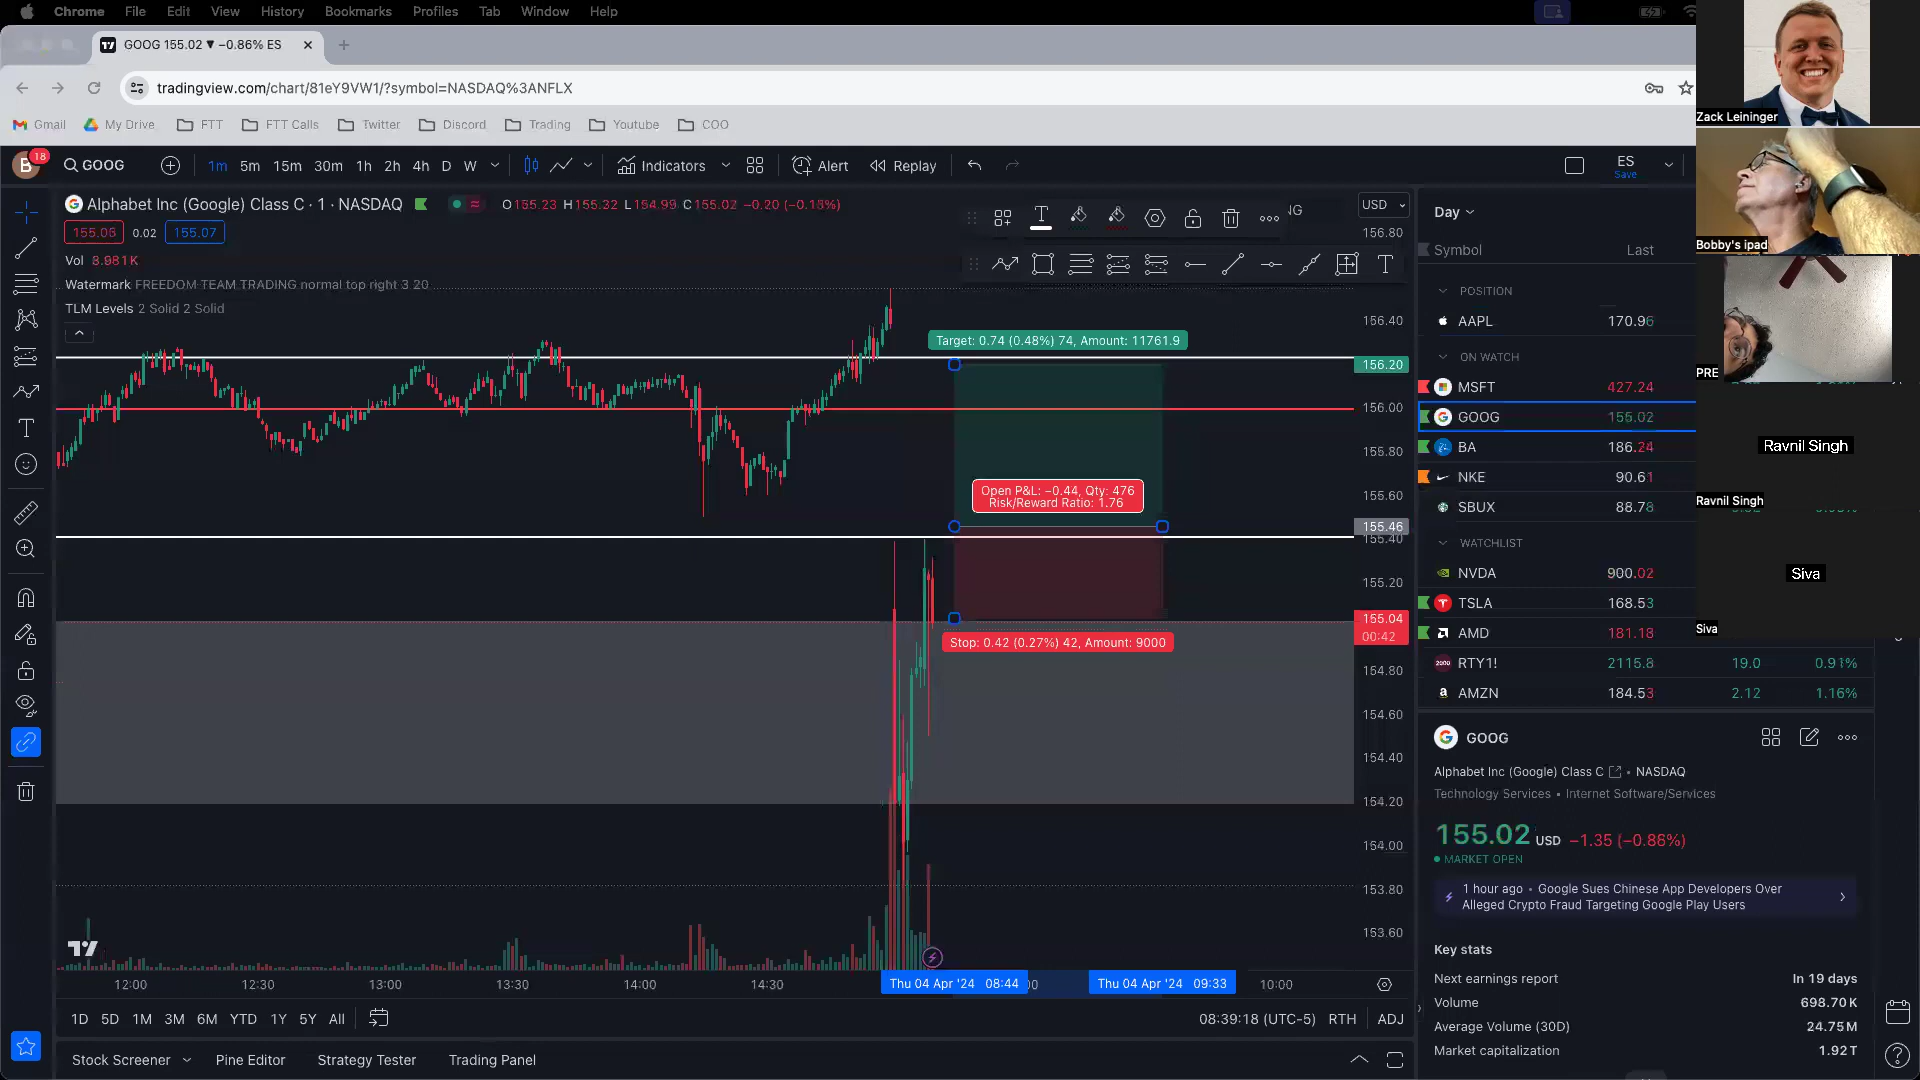 Chrome File Edit View History Bookmarks Profiles Tab Window Help
GOOG 155.02 ▼ −0.86% ES
tradingview.com/chart/81eY9VW1/?symbol=NASDAQ%3ANFLX
Gmail My Drive FTT FTT Calls Twitter Discord Trading Youtube COO
B 18 GOOG 1m 5m 15m 30m 1h 2h 4h D W Indicators Alert Replay ES
Save
Alphabet Inc (Google) Class C · 1 · NASDAQ O155.23 H155.32 L154.99 C155.02 −0.20 (−0.13%)
155.06 0.02 155.07
Vol 8.981K
Watermark FREEDOM TEAM TRADING normal top right 3 20
TLM Levels 2 Solid 2 Solid
NG
USD
156.80
156.40
156.20
156.00
155.80
155.60
155.46
155.40
155.20
155.04
00:42
154.80
154.60
154.40
154.20
154.00
153.80
153.60
Target: 0.74 (0.48%) 74, Amount: 11761.9
Open P&L: −0.44, Qty: 476
Risk/Reward Ratio: 1.76
Stop: 0.42 (0.27%) 42, Amount: 9000
12:00 12:30 13:00 13:30 14:00 14:30 Thu 04 Apr '24 08:44 Thu 04 Apr '24 09:33 10:00
1D 5D 1M 3M 6M YTD 1Y 5Y All 08:39:18 (UTC-5) RTH ADJ
Stock Screener Pine Editor Strategy Tester Trading Panel
Day
Symbol Last
POSITION
AAPL 170.96
ON WATCH
MSFT 427.24
GOOG 155.02
BA 186.24
NKE 90.61
SBUX 88.78
WATCHLIST
NVDA 900.02
TSLA 168.53
AMD 181.18
RTY1! 2115.8 19.0 0.91%
AMZN 184.53 2.12 1.16%
GOOG
Alphabet Inc (Google) Class C • NASDAQ
Technology Services • Internet Software/Services
155.02 USD −1.35 (−0.86%)
MARKET OPEN
1 hour ago • Google Sues Chinese App Developers Over
Alleged Crypto Fraud Targeting Google Play Users
Key stats
Next earnings report In 19 days
Volume 698.70K
Average Volume (30D) 24.75M
Market capitalization 1.92T
Zack Leininger
Bobby's ipad
PRE
Ravnil Singh
Ravnil Singh
Siva
Siva